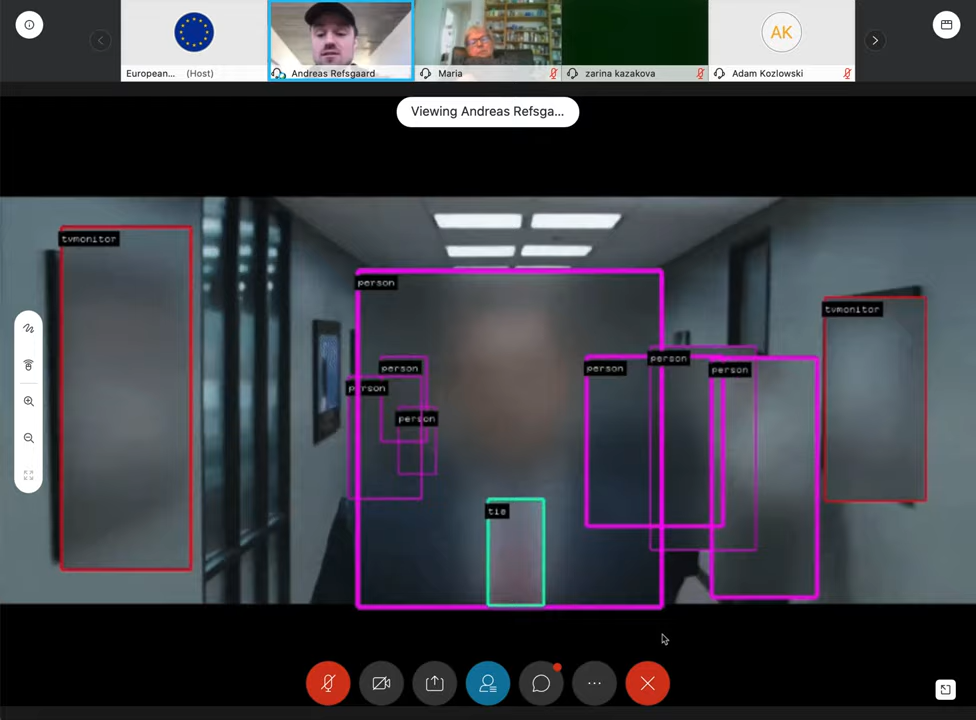 European... (Host)
Andreas Refsgaard
Maria
zarina kazakova
AK
Adam Kozlowski
Viewing Andreas Refsga...
tvmonitor
person
tvmonitor
person
person
person
person
person
person
tie